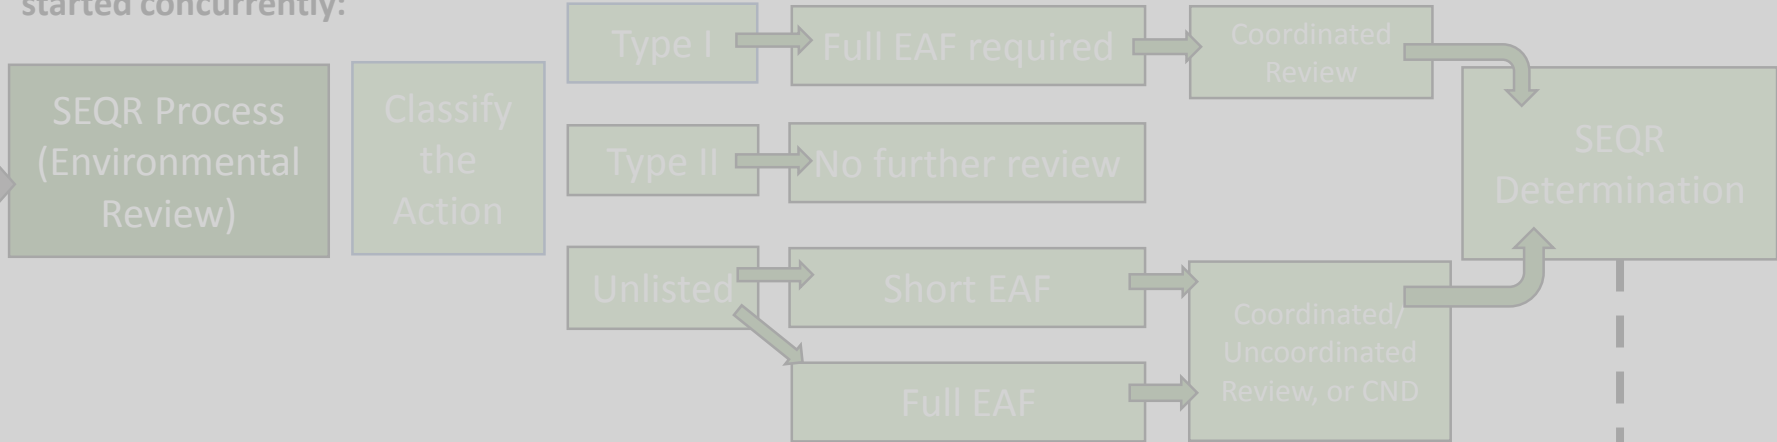 started concurrently:
SEQR Process
(Environmental
Review)
Classify
the
Action
Type I
Full EAF required
Coordinated
Review
Type II
No further review
Unlisted
Short EAF
Full EAF
Coordinated/
Uncoordinated
Review, or CND
SEQR
Determination